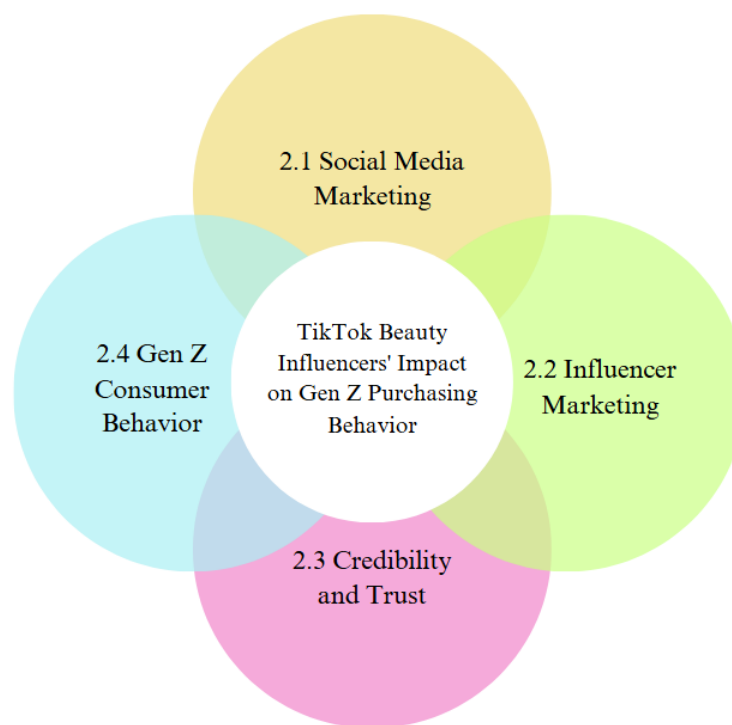 2.1 Social Media
Marketing
TikTok Beauty
Influencers' Impact
on Gen Z Purchasing
Behavior
2.4 Gen Z
Consumer
Behavior
2.2 Influencer
Marketing
2.3 Credibility
and Trust